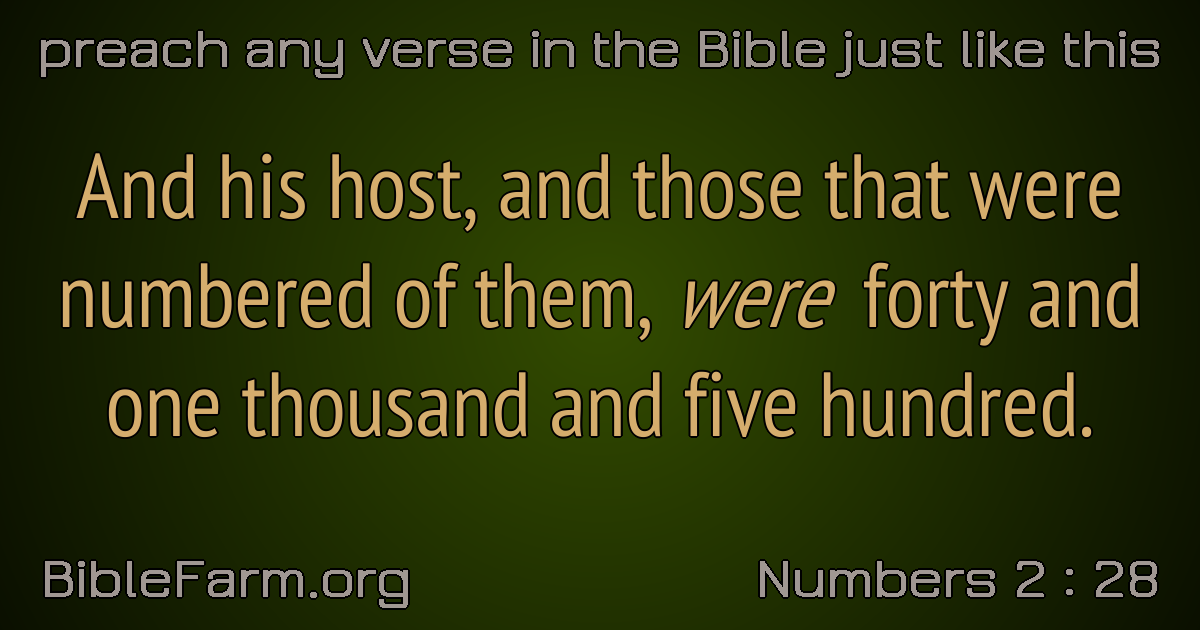 preach any verse in the Bible just like this
And his host, and those that were
numbered of them, were forty and
one thousand and five hundred.
BibleFarm.org
Numbers 2 : 28